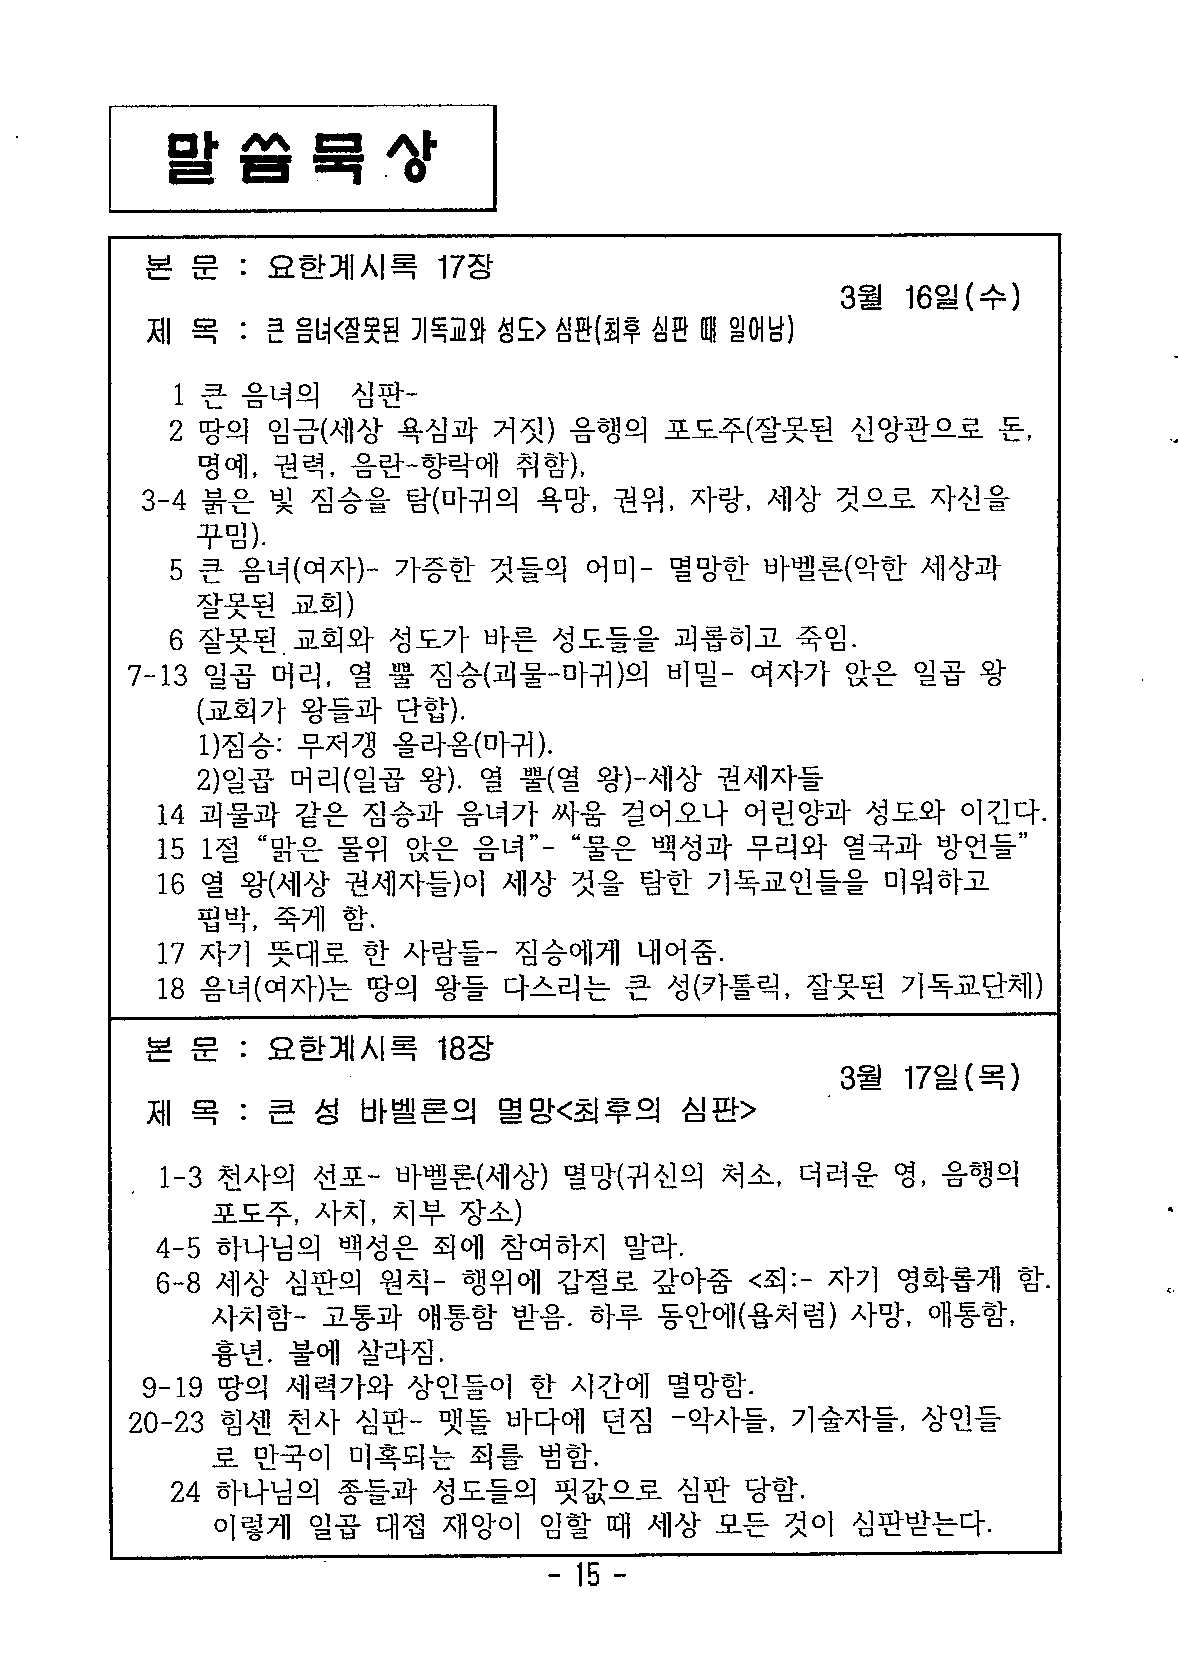 말씀묵상
본 문 : 요한계시록 17장
3월 16일(수)
제 목 : 큰 음녀<잘못된 기독교와 성도> 심판(최후 심판 때 일어남)
1 큰 음녀의 심판-
2 땅의 임금(세상 욕심과 거짓) 음행의 포도주(잘못된 신앙관으로 돈,
명예, 권력, 음란-향락에 취함),
3-4 붉은 빛 짐승을 탐(마귀의 욕망, 권위, 자랑, 세상 것으로 자신을
꾸밈).
5 큰 음녀(여자)- 가증한 것들의 어미- 멸망한 바벨론(악한 세상과
잘못된 교회)
6 잘못된 교회와 성도가 바른 성도들을 괴롭히고 죽임.
7-13 일곱 머리, 열 뿔 짐승(괴물-마귀)의 비밀- 여자가 앉은 일곱 왕
(교회가 왕들과 단합).
1)짐승: 무저갱 올라옴(마귀).
2)일곱 머리(일곱 왕). 열 뿔(열 왕)-세상 권세자들
14 괴물과 같은 짐승과 음녀가 싸움 걸어오나 어린양과 성도와 이긴다.
15 1절 “맑은 물위 앉은 음녀”- “물은 백성과 무리와 열국과 방언들”
16 열 왕(세상 권세자들)이 세상 것을 탐한 기독교인들을 미워하고
핍박, 죽게 함.
17 자기 뜻대로 한 사람들- 짐승에게 내어줌.
18 음녀(여자)는 땅의 왕들 다스리는 큰 성(카톨릭, 잘못된 기독교단체)
본 문 : 요한계시록 18장
3월 17일(목)
제 목 : 큰 성 바벨론의 멸망<최후의 심판>
1-3 천사의 선포- 바벨론(세상) 멸망(귀신의 처소, 더러운 영, 음행의
포도주, 사치, 치부 장소)
4-5 하나님의 백성은 죄에 참여하지 말라.
6-8 세상 심판의 원칙- 행위에 갑절로 갚아줌 <죄:- 자기 영화롭게 함.
사치함- 고통과 애통함 받음. 하루 동안에(욥처럼) 사망, 애통함,
흉년. 불에 살라짐.
9-19 땅의 세력가와 상인들이 한 시간에 멸망함.
20-23 힘센 천사 심판- 맷돌 바다에 던짐 -악사들, 기술자들, 상인들
로 만국이 미혹되는 죄를 범함.
24 하나님의 종들과 성도들의 핏값으로 심판 당함.
이렇게 일곱 대접 재앙이 임할 때 세상 모든 것이 심판받는다.
- 15 -